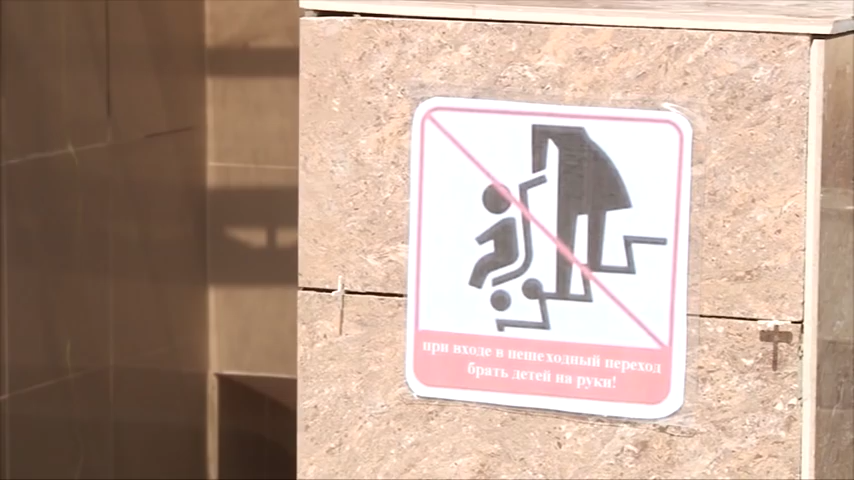 при входе в пешеходный переход
брать детей на руки!